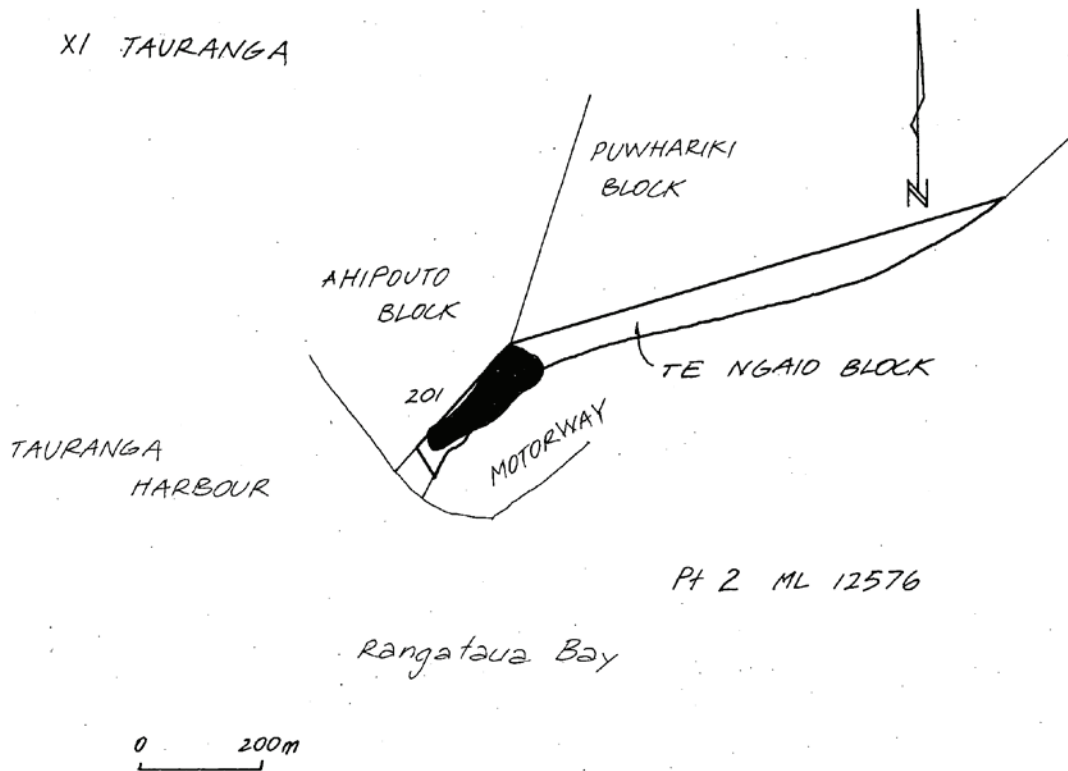 XI TAURANGA
PUWHARIKI
BLOCK
N
AHIPOUTO
BLOCK
TE NGAIO BLOCK
201
MOTORWAY
TAURANGA
HARBOUR
Pt 2 ML 12576
Rangataua Bay
0 200m